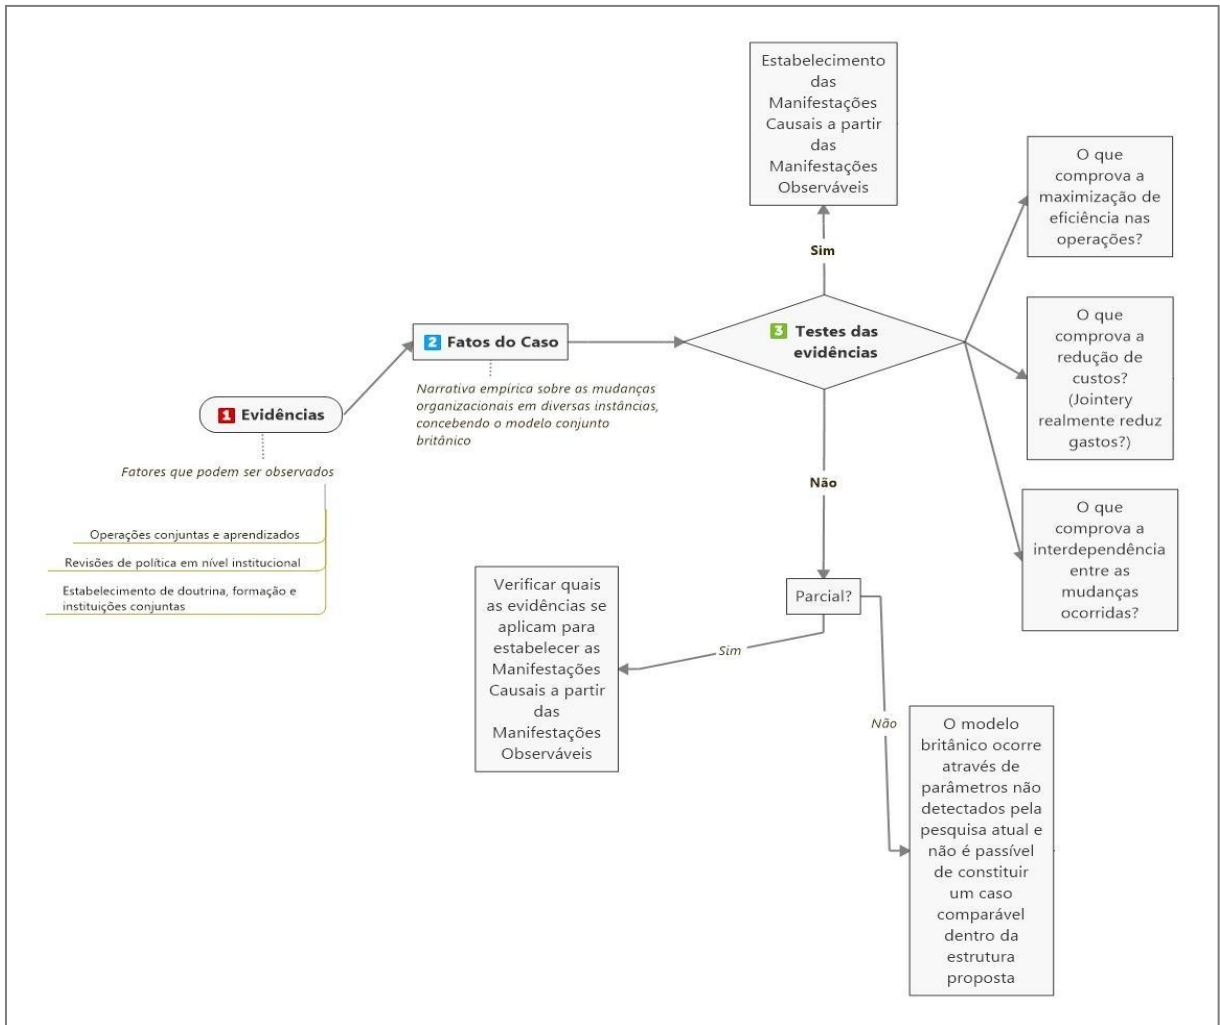 Estabelecimento
das
Manifestações
Causais a partir
das
Manifestações
Observáveis
Sim
O que
comprova a
maximização de
eficiência nas
operações?
3 Testes das
evidências
O que
comprova a
redução de
custos?
(Jointery
realmente reduz
gastos?)
2 Fatos do Caso
Narrativa empírica sobre as mudanças
organizacionais em diversas instâncias,
concebendo o modelo conjunto
britânico
1 Evidências
Fatores que podem ser observados
Operações conjuntas e aprendizados
Revisões de política em nível institucional
Estabelecimento de doutrina, formação e
instituições conjuntas
Não
O que
comprova a
interdependência
entre as
mudanças
ocorridas?
Parcial?
Sim
Verificar quais
as evidências se
aplicam para
estabelecer as
Manifestações
Causais a partir
das
Manifestações
Observáveis
Não
O modelo
britânico ocorre
através de
parâmetros não
detectados pela
pesquisa atual e
não é passível
de constituir
um caso
comparável
dentro da
estrutura
proposta